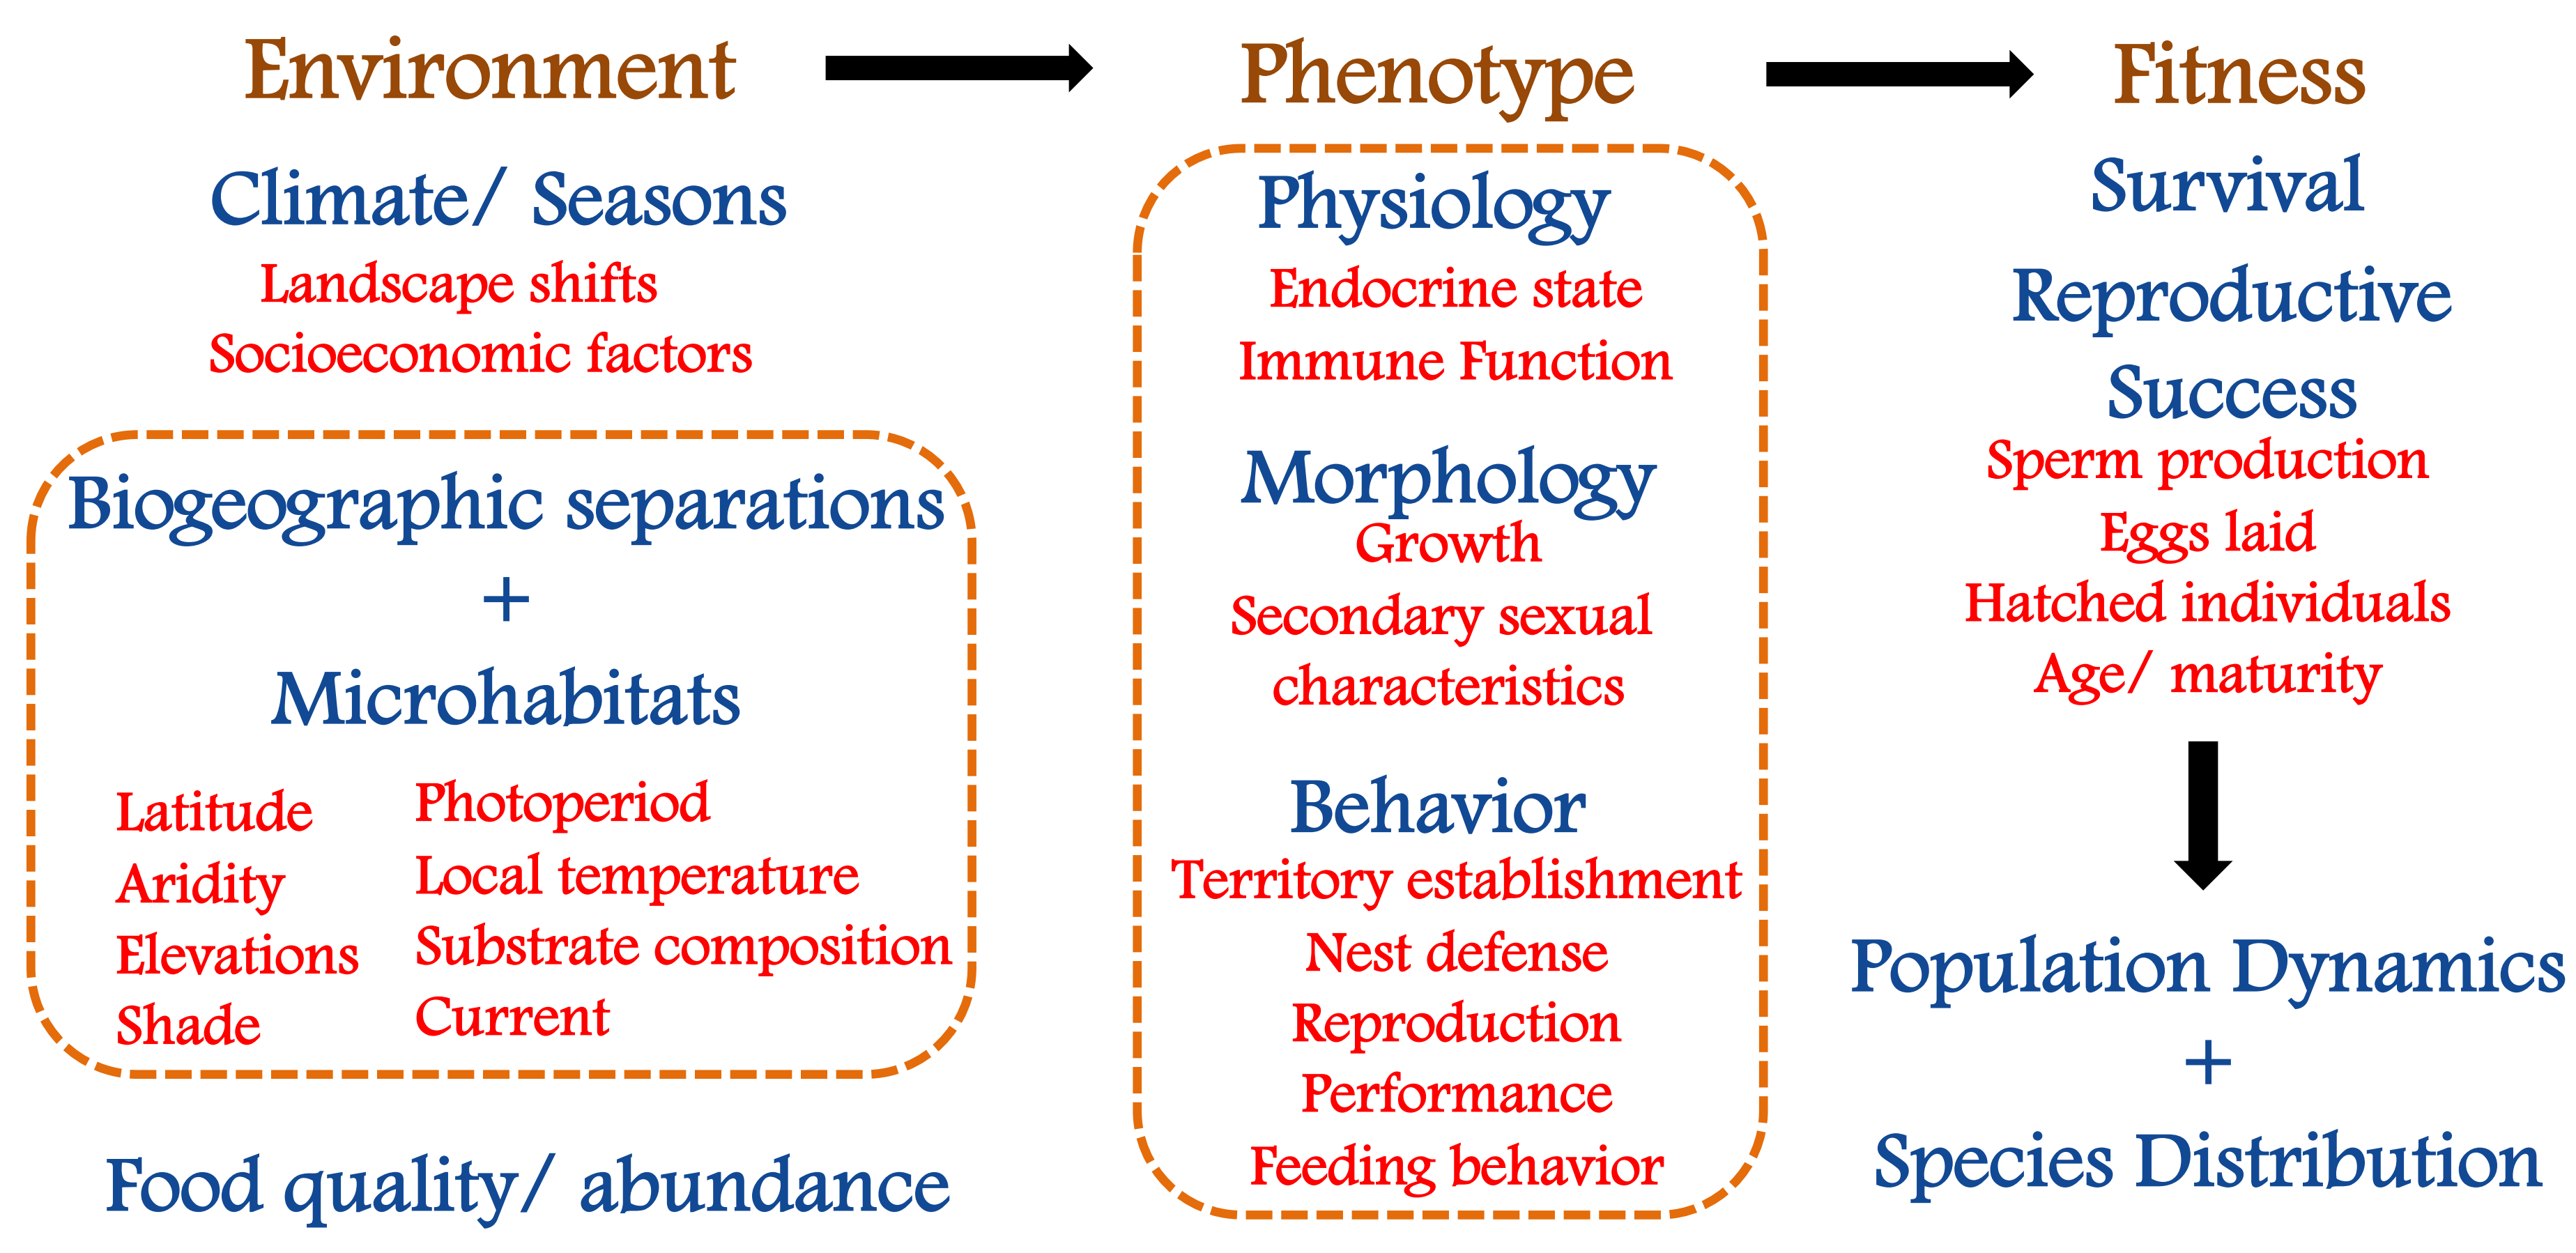 Environment
Climate/ Seasons
Landscape shifts
Socioeconomic factors
Biogeographic separations
+
Microhabitats
Latitude
Aridity
Elevations
Shade
Photoperiod
Local temperature
Substrate composition
Current
Food quality/ abundance
Phenotype
Physiology
Endocrine state
Immune Function
Morphology
Growth
Secondary sexual
characteristics
Behavior
Territory establishment
Nest defense
Reproduction
Performance
Feeding behavior
Fitness
Survival
Reproductive
Success
Sperm production
Eggs laid
Hatched individuals
Age/ maturity
Population Dynamics
+
Species Distribution